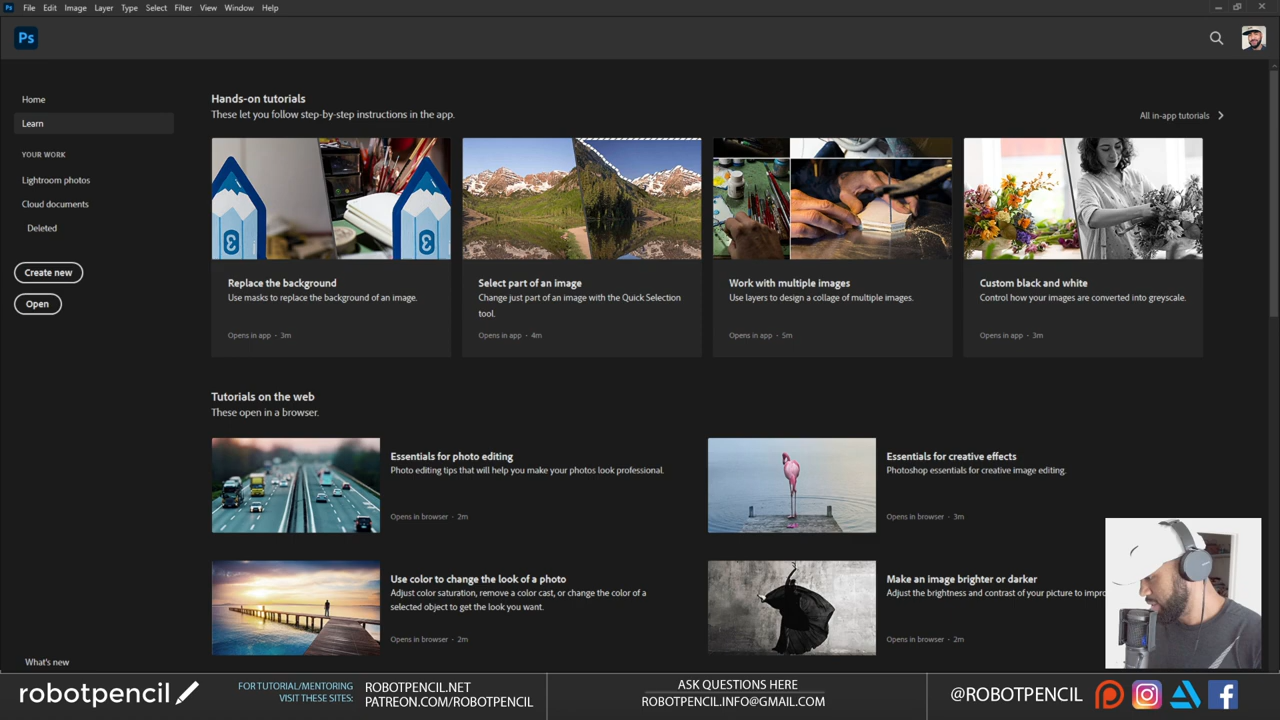 File Edit Image Layer Type Select Filter View Window Help
Ps
Home
Learn
YOUR WORK
Lightroom photos
Cloud documents
Deleted
Create new
Open
What's new
Hands-on tutorials
These let you follow step-by-step instructions in the app.
All in-app tutorials
Replace the background
Use masks to replace the background of an image.
Opens in app · 3m
Select part of an image
Change just part of an image with the Quick Selection
tool.
Opens in app · 4m
Work with multiple images
Use layers to design a collage of multiple images.
Opens in app · 5m
Custom black and white
Control how your images are converted into greyscale.
Opens in app · 3m
Tutorials on the web
These open in a browser.
Essentials for photo editing
Photo editing tips that will help you make your photos look professional.
Opens in browser · 2m
Essentials for creative effects
Photoshop essentials for creative image editing.
Opens in browser · 3m
Use color to change the look of a photo
Adjust color saturation, remove a color cast, or change the color of a
selected object to get the look you want.
Opens in browser · 2m
Make an image brighter or darker
Adjust the brightness and contrast of your picture to impro
Opens in browser · 2m
robotpencil
FOR TUTORIAL/MENTORING
VISIT THESE SITES:
ROBOTPENCIL.NET
PATREON.COM/ROBOTPENCIL
ASK QUESTIONS HERE
ROBOTPENCIL.INFO@GMAIL.COM
@ROBOTPENCIL